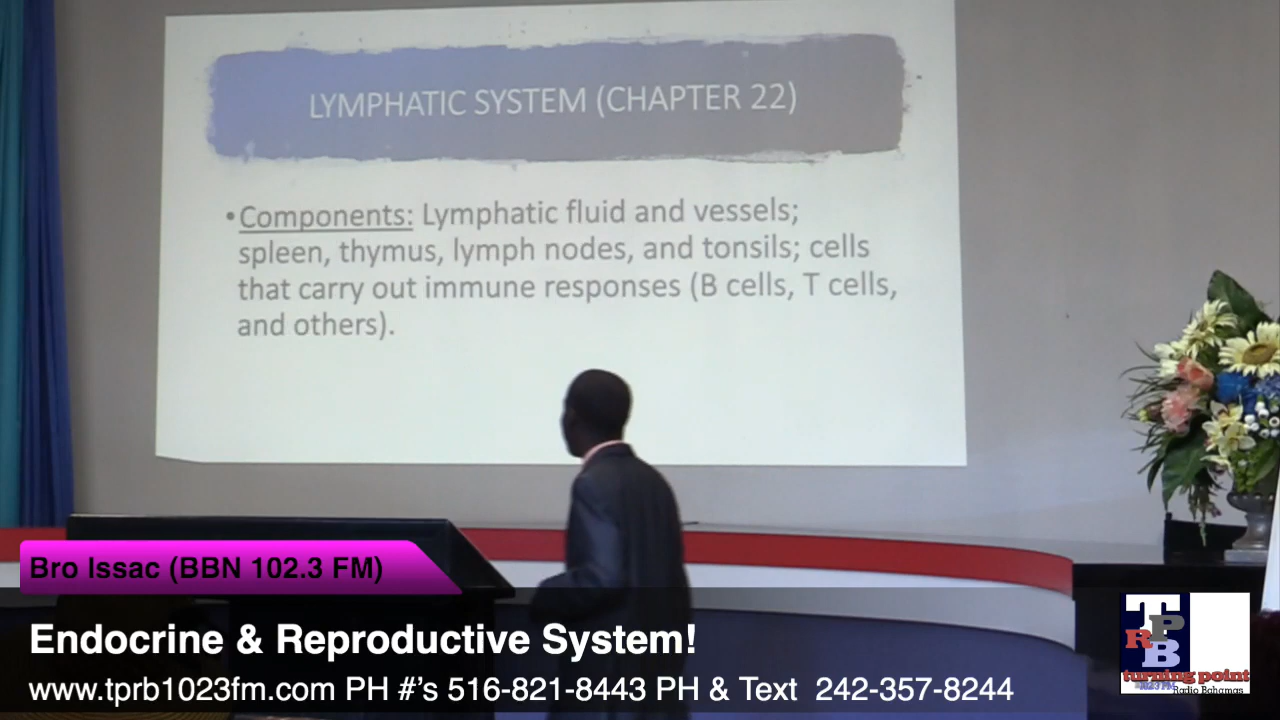 LYMPHATIC SYSTEM (CHAPTER 22)
•Components: Lymphatic fluid and vessels;
spleen, thymus, lymph nodes, and tonsils; cells
that carry out immune responses (B cells, T cells,
and others).
Bro Issac (BBN 102.3 FM)
Endocrine & Reproductive System!
www.tprb1023fm.com PH #'s 516-821-8443 PH & Text 242-357-8244
TPRB
turning point
Radio Bahamas